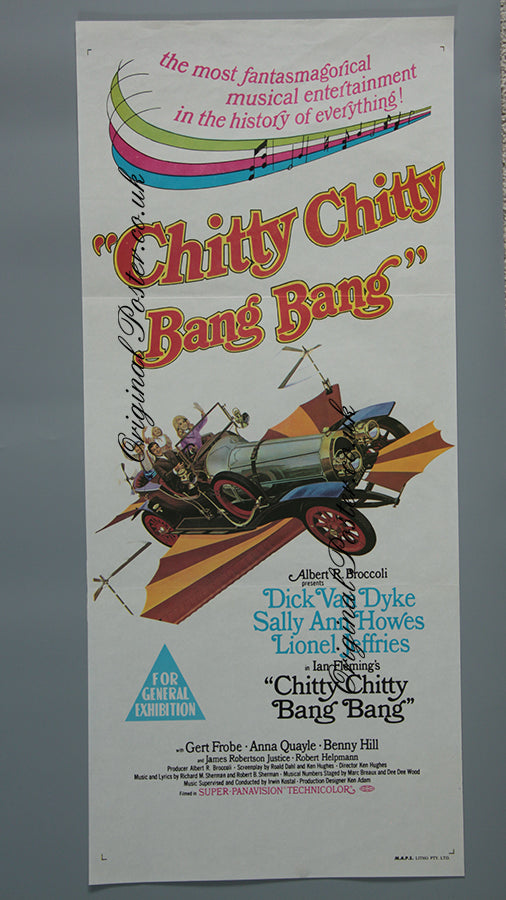 the most fantasmagorical
musical entertainment
in the history of everything!
"Chitty Chitty
Bang Bang"
Original Poster.co.uk
Original Poster.co.uk
Albert R. Broccoli
presents
Dick Van Dyke
Sally Ann Howes
Lionel Jeffries
in Ian Fleming's
"Chitty Chitty
Bang Bang"
FOR
GENERAL
EXHIBITION
with Gert Frobe · Anna Quayle · Benny Hill
and James Robertson Justice · Robert Helpmann
Producer Albert R. Broccoli · Screenplay by Roald Dahl and Ken Hughes · Director Ken Hughes
Music and Lyrics by Richard M. Sherman and Robert B. Sherman · Musical Numbers Staged by Marc Breaux and Dee Dee Wood
Music Supervised and Conducted by Irwin Kostal · Production Designer Ken Adam
Filmed in SUPER-PANAVISION® TECHNICOLOR®
M.A.P.S. LITHO PTY. LTD.